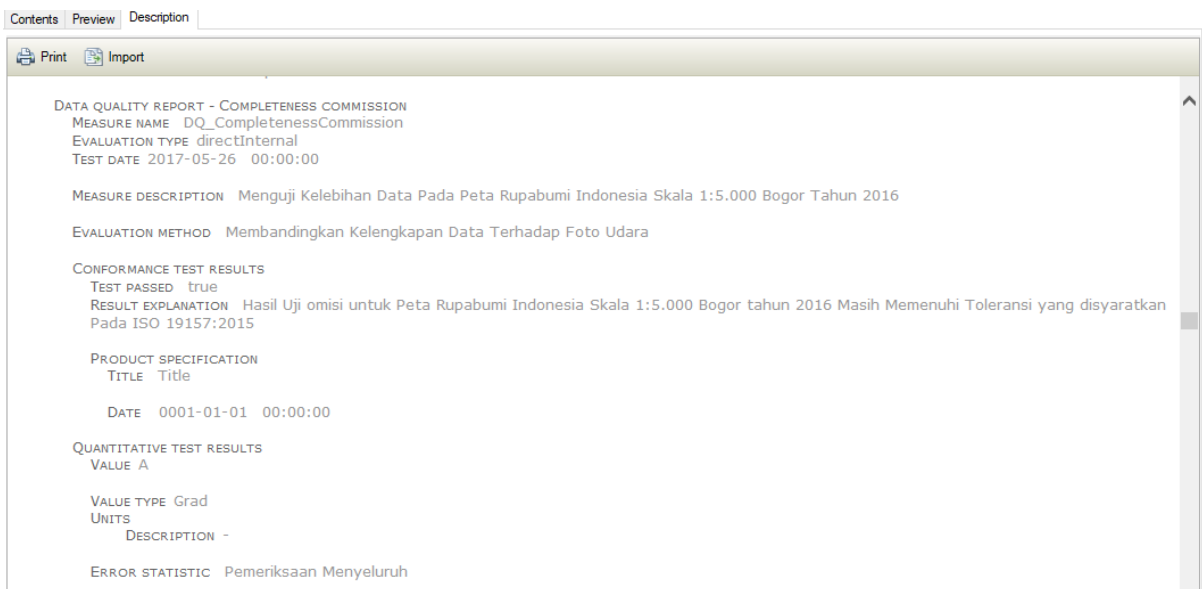 Contents Preview Description
Print Import
DATA QUALITY REPORT - COMPLETENESS COMMISSION
MEASURE NAME DQ_CompletenessCommission
EVALUATION TYPE directInternal
TEST DATE 2017-05-26 00:00:00
MEASURE DESCRIPTION Menguji Kelebihan Data Pada Peta Rupabumi Indonesia Skala 1:5.000 Bogor Tahun 2016
EVALUATION METHOD Membandingkan Kelengkapan Data Terhadap Foto Udara
CONFORMANCE TEST RESULTS
TEST PASSED true
RESULT EXPLANATION Hasil Uji omisi untuk Peta Rupabumi Indonesia Skala 1:5.000 Bogor tahun 2016 Masih Memenuhi Toleransi yang disyaratkan
Pada ISO 19157:2015
PRODUCT SPECIFICATION
TITLE Title
DATE 0001-01-01 00:00:00
QUANTITATIVE TEST RESULTS
VALUE A
VALUE TYPE Grad
UNITS
DESCRIPTION -
ERROR STATISTIC Pemeriksaan Menyeluruh